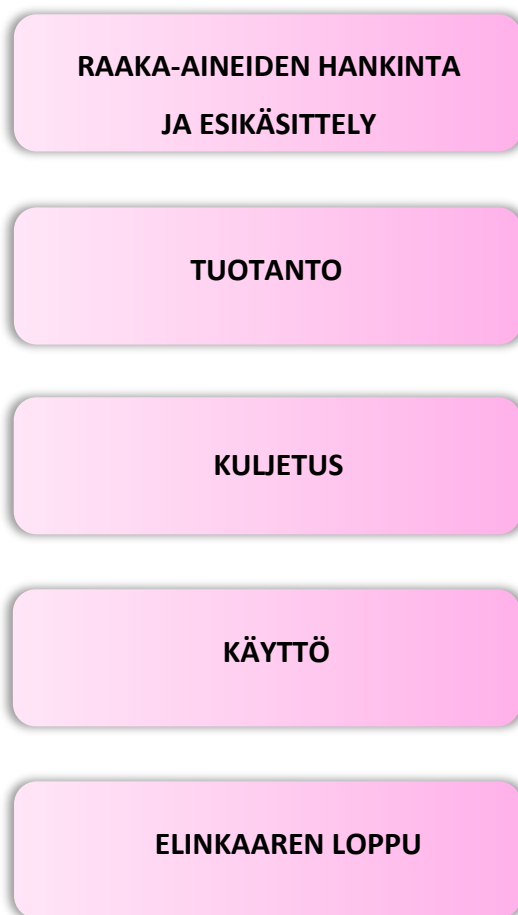 RAAKA-AINEIDEN HANKINTA
JA ESIKÄSITTELY
TUOTANTO
KULJETUS
KÄYTTÖ
ELINKAAREN LOPPU